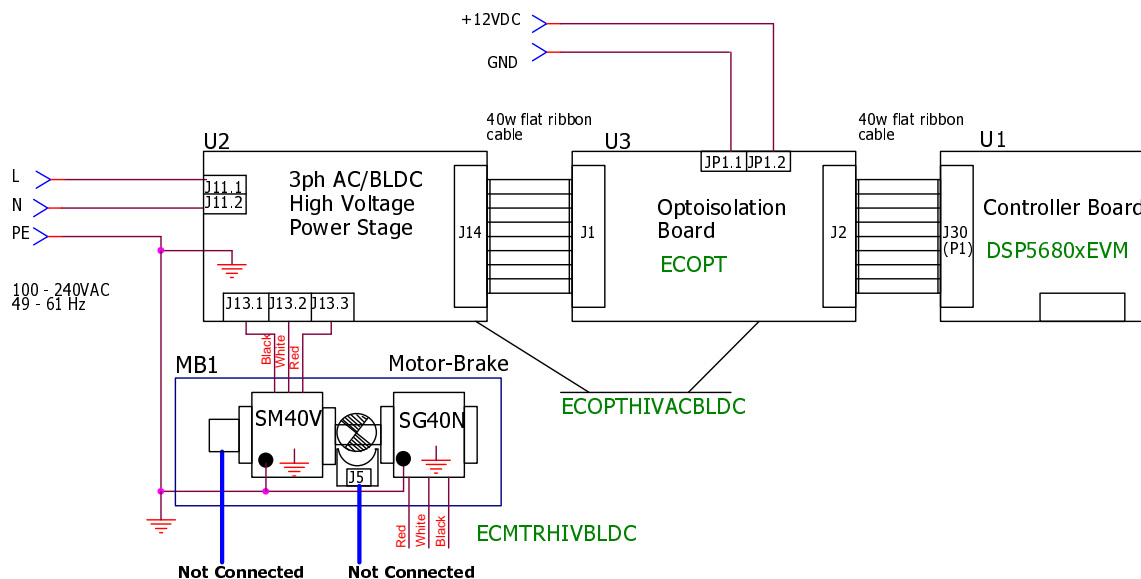 +12VDC
GND
40w flat ribbon
cable
40w flat ribbon
cable
U2
U3
U1
JP1.1
JP1.2
L
N
PE
J11.1
J11.2
3ph AC/BLDC
High Voltage
Power Stage
J14
J1
Optoisolation
Board
ECOPT
J2
J30
(P1)
Controller Board
DSP5680xEVM
100 - 240VAC
49 - 61 Hz
J13.1
J13.2
J13.3
Black
White
Red
MB1
Motor-Brake
ECOPTHIVACBLDC
SM40V
SG40N
J5
Red
White
Black
ECMTRHIVBLDC
Not Connected
Not Connected